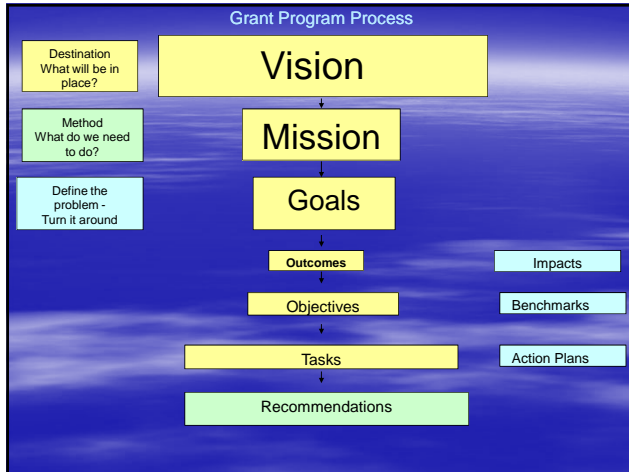 Grant Program Process
Destination
What will be in
place?
Vision
Method
What do we need
to do?
Mission
Define the
problem -
Turn it around
Goals
Outcomes
Impacts
Objectives
Benchmarks
Tasks
Action Plans
Recommendations